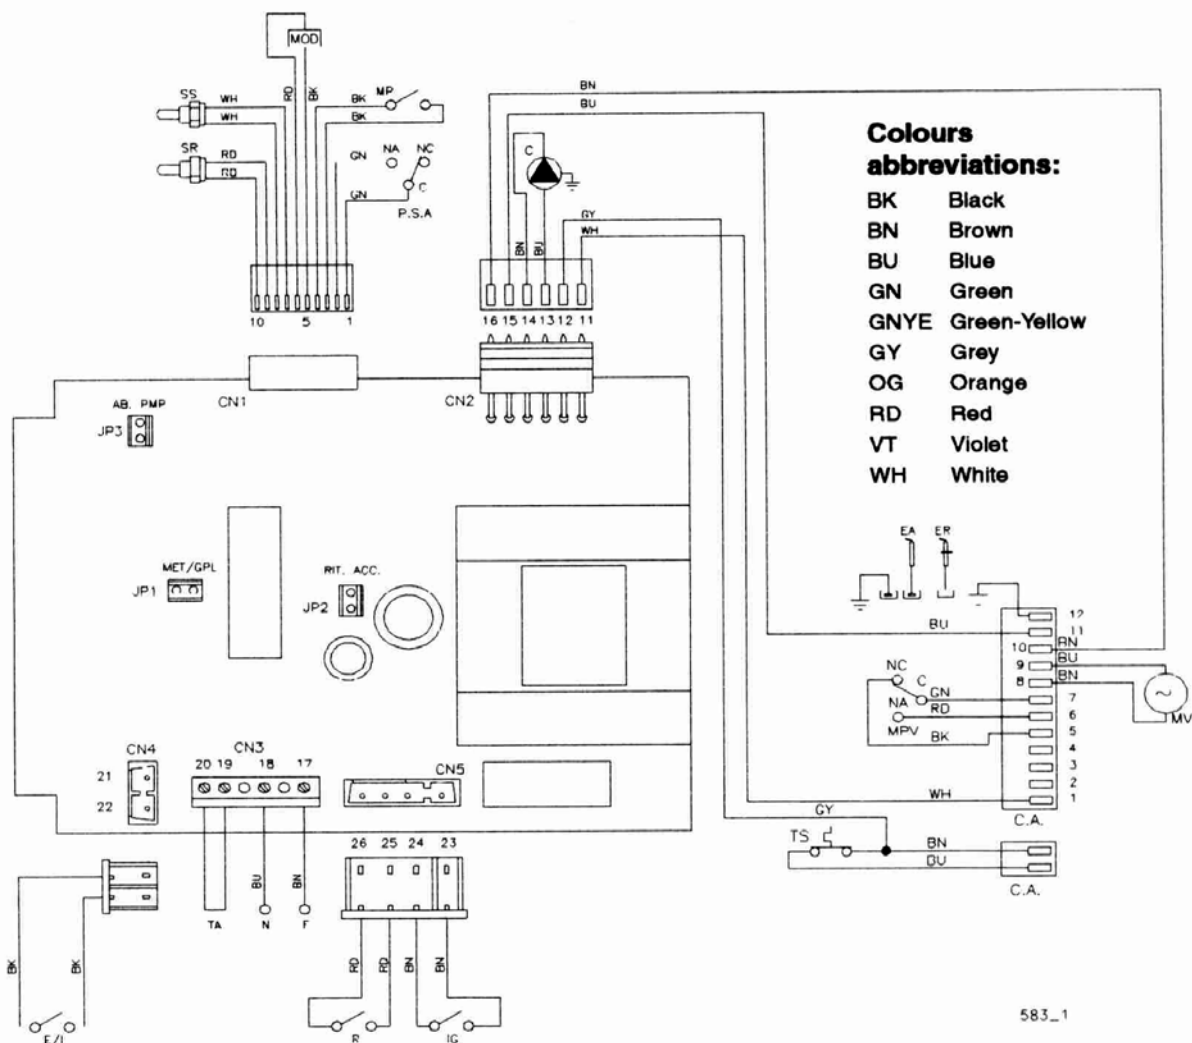 MOD
SS
WH
WH
RD
BK
BK
MP
BK
SR
RD
RD
GN
NA
NC
GN
C
P.S.A
10
5
1
CN1
BN
BU
C
GY
WH
BN
BU
16 15 14 13 12 11
CN2
Colours
abbreviations:
BK Black
BN Brown
BU Blue
GN Green
GNYE Green-Yellow
GY Grey
OG Orange
RD Red
VT Violet
WH White
AB. PMP
JP3
MET/GPL
JP1
RIT. ACC.
JP2
EA
ER
BU
12
11
10
BN
9
BU
8
BN
NC
C
GN
7
NA
RD
6
MPV
BK
5
4
3
2
WH
1
C.A.
MV
GY
TS
BN
BU
C.A.
CN4
21
22
CN3
20 19 18 17
CN5
BU
BN
TA
N
F
26 25 24 23
BK
BK
E/I
RD
RD
BN
BN
R
IG
583_1